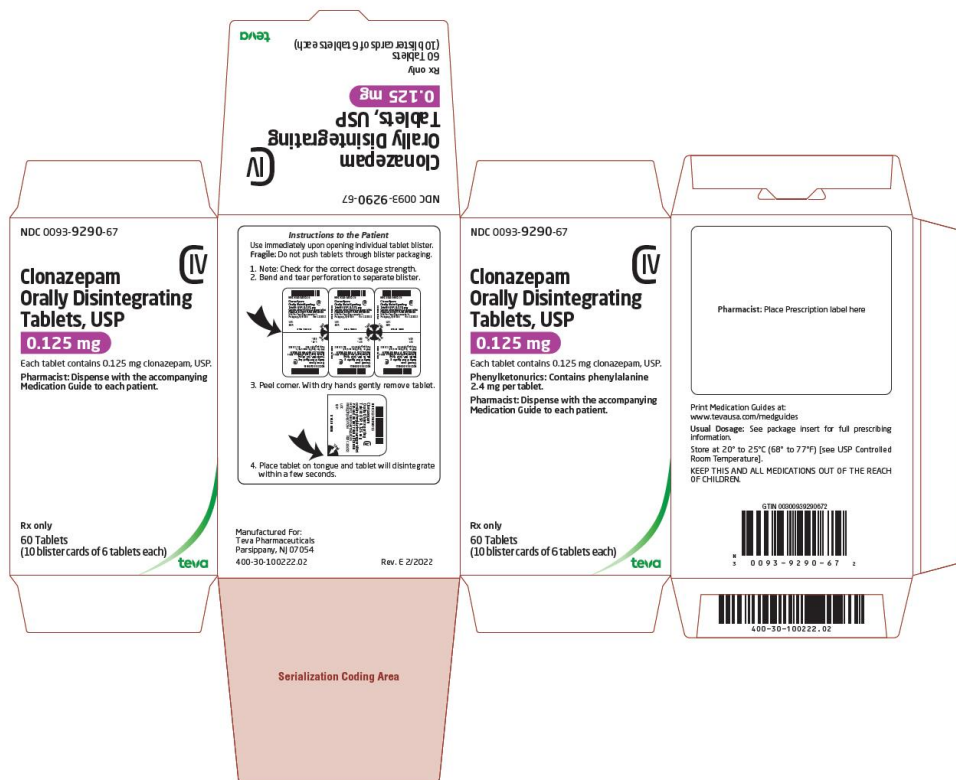 teva
(10 blister cards of 6 tablets each)
60 Tablets
Rx only
0.125 mg
Tablets, USP
Orally Disintegrating
Clonazepam
CIV
NDC 0093-9290-67
NDC 0093-9290-67
CIV
Clonazepam
Orally Disintegrating
Tablets, USP
0.125 mg
Each tablet contains 0.125 mg clonazepam, USP.
Pharmacist: Dispense with the accompanying
Medication Guide to each patient.
Rx only
60 Tablets
(10 blister cards of 6 tablets each)
teva
Instructions to the Patient
Use immediately upon opening individual tablet blister.
Fragile: Do not push tablets through blister packaging.
1. Note: Check for the correct dosage strength.
2. Bend and tear perforation to separate blister.
3. Peel corner. With dry hands gently remove tablet.
4. Place tablet on tongue and tablet will disintegrate
within a few seconds.
Manufactured For:
Teva Pharmaceuticals
Parsippany, NJ 07054
400-30-100222.02 Rev. E 2/2022
Serialization Coding Area
NDC 0093-9290-67
CIV
Clonazepam
Orally Disintegrating
Tablets, USP
0.125 mg
Each tablet contains 0.125 mg clonazepam, USP.
Phenylketonurics: Contains phenylalanine
2.4 mg per tablet.
Pharmacist: Dispense with the accompanying
Medication Guide to each patient.
Rx only
60 Tablets
(10 blister cards of 6 tablets each)
teva
Pharmacist: Place Prescription label here
Print Medication Guides at:
www.tevausa.com/medguides
Usual Dosage: See package insert for full prescribing
information.
Store at 20° to 25°C (68° to 77°F) [see USP Controlled
Room Temperature].
KEEP THIS AND ALL MEDICATIONS OUT OF THE REACH
OF CHILDREN.
GTIN 00300939290672
N
3 0093-9290-67 2
400-30-100222.02